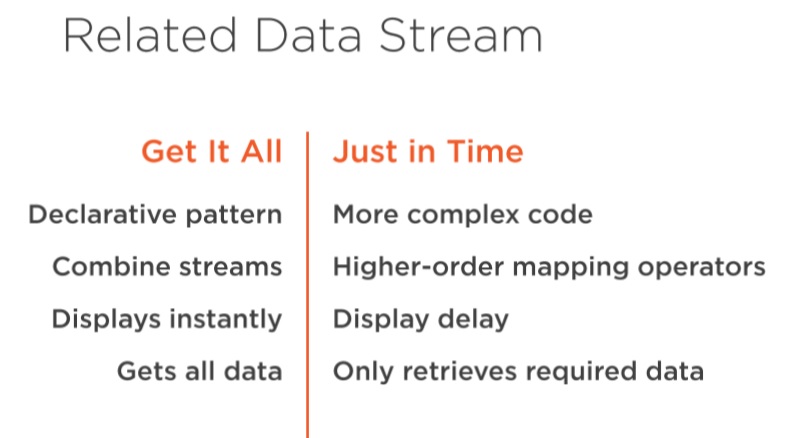 Related Data Stream
Get It All
Just in Time
Declarative pattern
More complex code
Combine streams
Higher-order mapping operators
Displays instantly
Display delay
Gets all data
Only retrieves required data